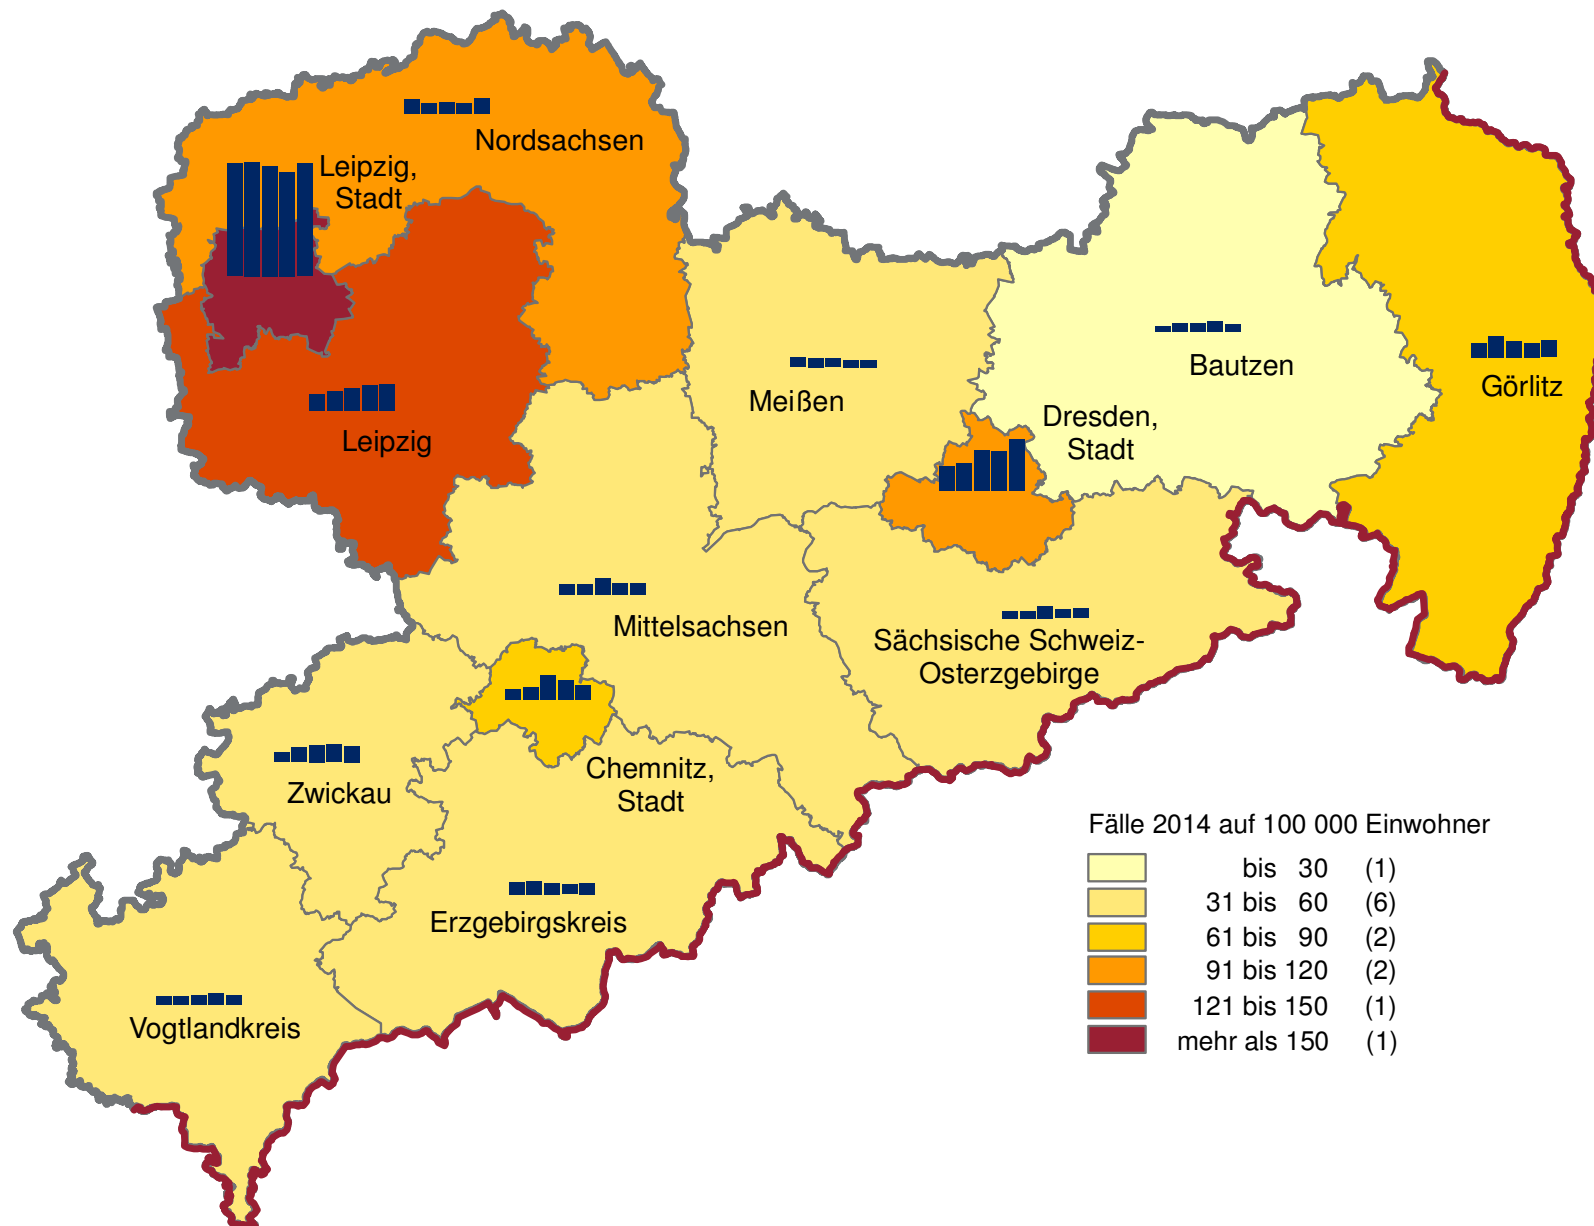 Nordsachsen
Leipzig,
Stadt
Leipzig
Meißen
Bautzen
Görlitz
Dresden,
Stadt
Mittelsachsen
Sächsische Schweiz-
Osterzgebirge
Chemnitz,
Stadt
Zwickau
Erzgebirgskreis
Vogtlandkreis
Fälle 2014 auf 100 000 Einwohner
bis 30 (1)
31 bis 60 (6)
61 bis 90 (2)
91 bis 120 (2)
121 bis 150 (1)
mehr als 150 (1)